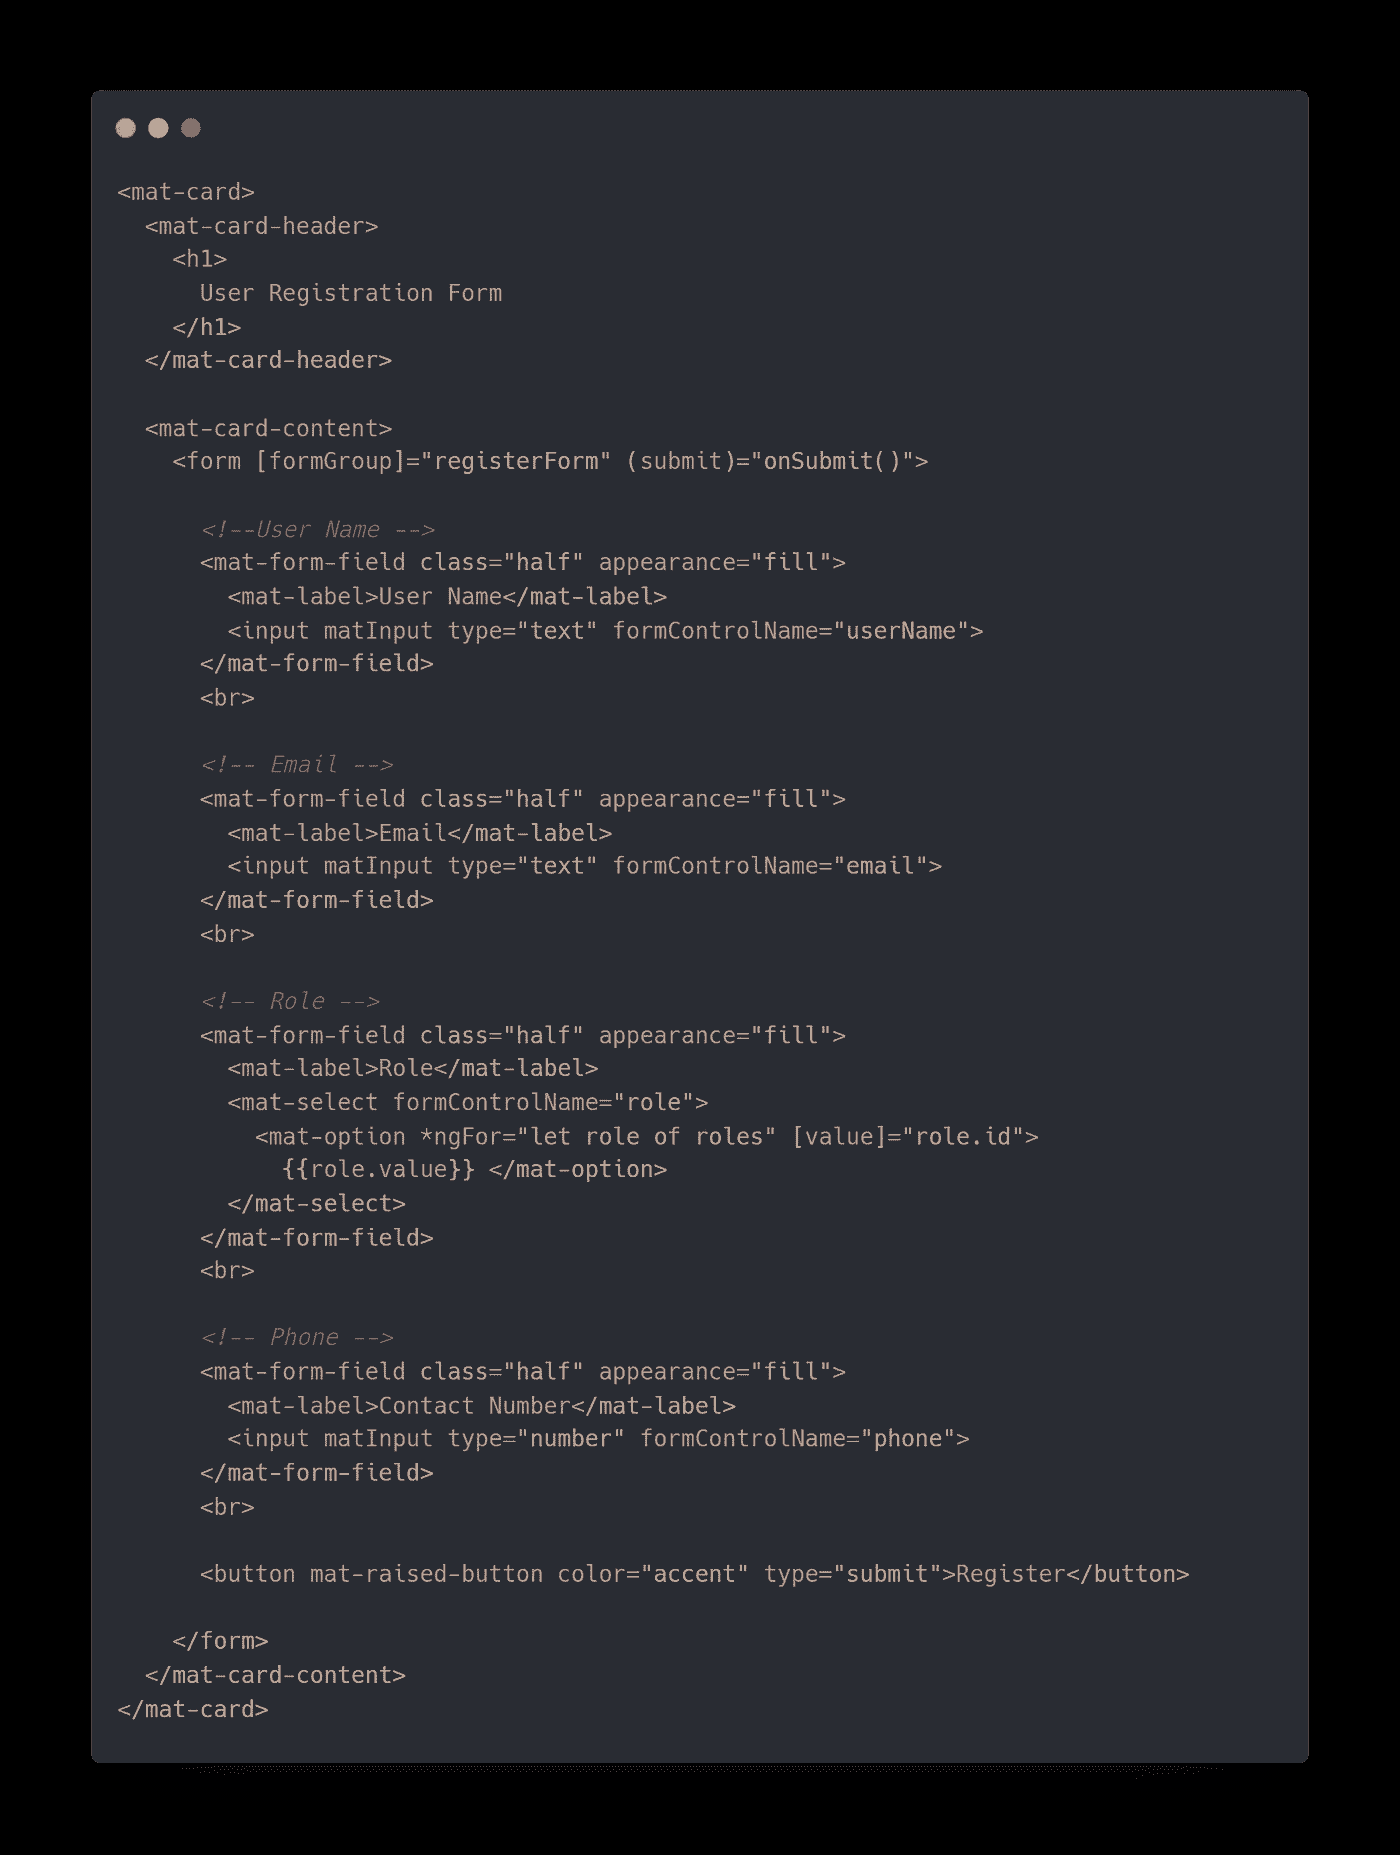 <mat-card>
  <mat-card-header>
    <h1>
      User Registration Form
    </h1>
  </mat-card-header>

  <mat-card-content>
    <form [formGroup]="registerForm" (submit)="onSubmit()">

      <!--User Name -->
      <mat-form-field class="half" appearance="fill">
        <mat-label>User Name</mat-label>
        <input matInput type="text" formControlName="userName">
      </mat-form-field>
      <br>

      <!-- Email -->
      <mat-form-field class="half" appearance="fill">
        <mat-label>Email</mat-label>
        <input matInput type="text" formControlName="email">
      </mat-form-field>
      <br>

      <!-- Role -->
      <mat-form-field class="half" appearance="fill">
        <mat-label>Role</mat-label>
        <mat-select formControlName="role">
          <mat-option *ngFor="let role of roles" [value]="role.id">
            {{role.value}} </mat-option>
        </mat-select>
      </mat-form-field>
      <br>

      <!-- Phone -->
      <mat-form-field class="half" appearance="fill">
        <mat-label>Contact Number</mat-label>
        <input matInput type="number" formControlName="phone">
      </mat-form-field>
      <br>

      <button mat-raised-button color="accent" type="submit">Register</button>

    </form>
  </mat-card-content>
</mat-card>